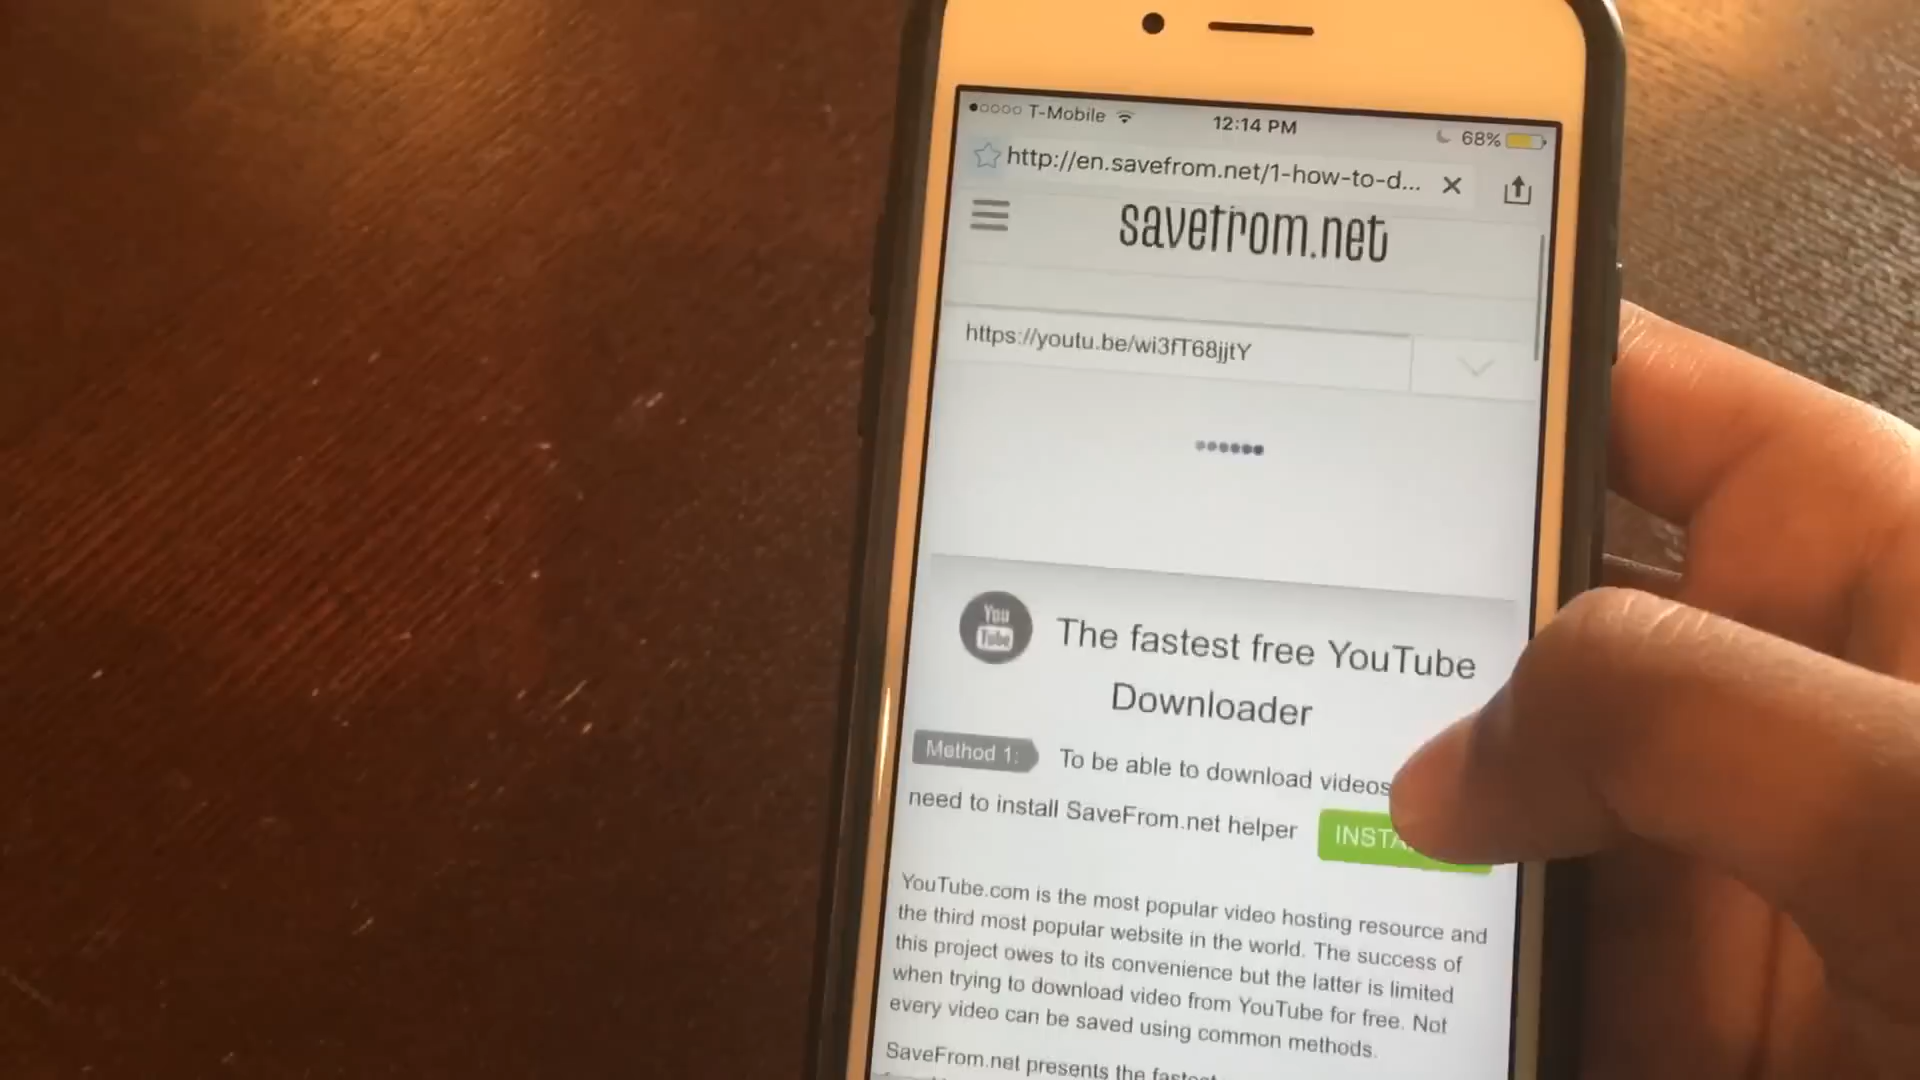 T-Mobile 12:14 PM 68%
http://en.savefrom.net/1-how-to-d...
savefrom.net
https://youtu.be/wi3fT68jjtY
You
Tube
The fastest free YouTube
Downloader
Method 1: To be able to download videos
need to install SaveFrom.net helper
YouTube.com is the most popular video hosting resource and
the third most popular website in the world. The success of
this project owes to its convenience but the latter is limited
when trying to download video from YouTube for free. Not
every video can be saved using common methods.
SaveFrom.net presents the